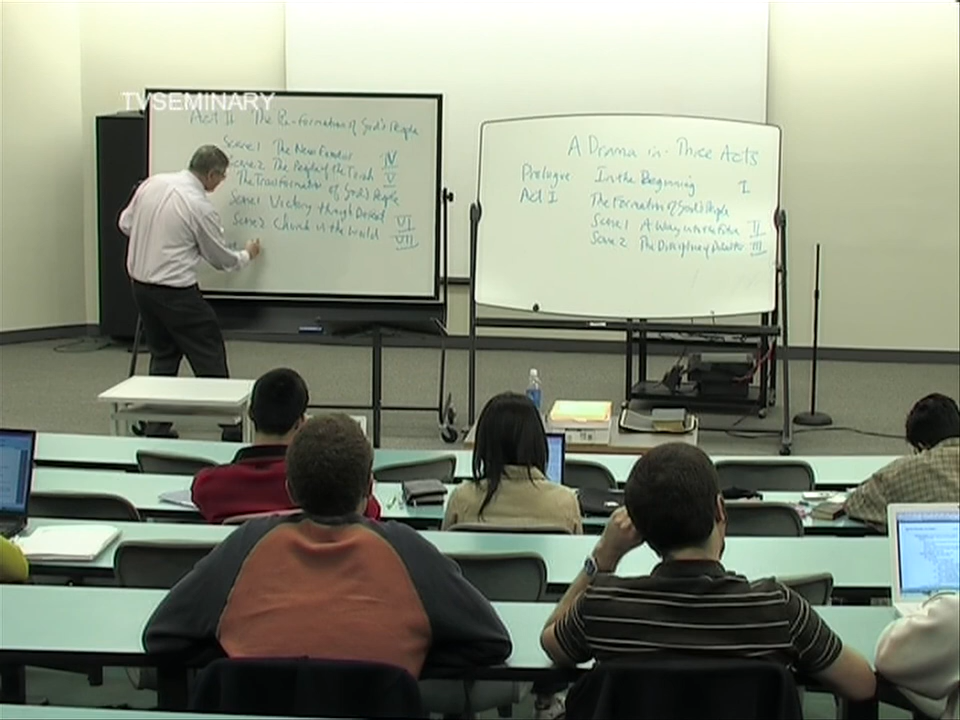 TVSEMINARY
Act II The Re-Formation of God's People
Scene 1 The New Exodus IV
Scene 2 The People of the Torah V
The Transformation of God's People
Scene 1 Victory through Defeat VI
Scene 2 Church in the World VII
A Drama in Three Acts
Prologue In the Beginning I
Act I The Formation of God's People
Scene 1 A Way into the Future II
Scene 2 The Discipline of III